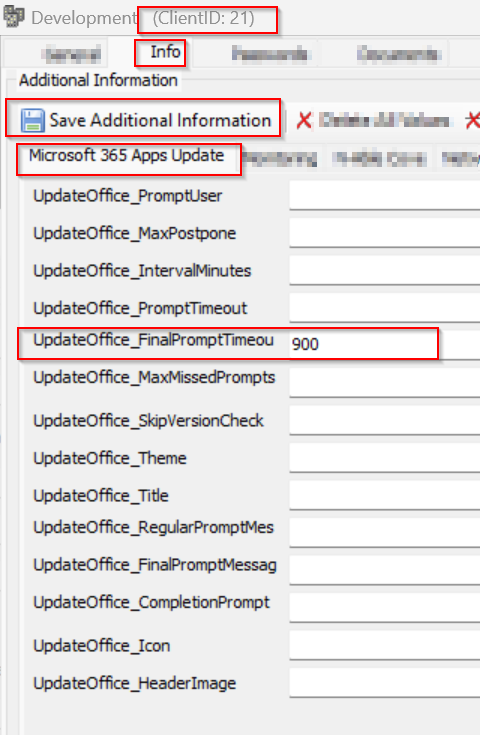 Development (ClientID: 21)
Info
Additional Information
Save Additional Information
Microsoft 365 Apps Update
UpdateOffice_PromptUser
UpdateOffice_MaxPostpone
UpdateOffice_IntervalMinutes
UpdateOffice_PromptTimeout
UpdateOffice_FinalPromptTimeou 900
UpdateOffice_MaxMissedPrompts
UpdateOffice_SkipVersionCheck
UpdateOffice_Theme
UpdateOffice_Title
UpdateOffice_RegularPromptMes
UpdateOffice_FinalPromptMessag
UpdateOffice_CompletionPrompt
UpdateOffice_Icon
UpdateOffice_HeaderImage